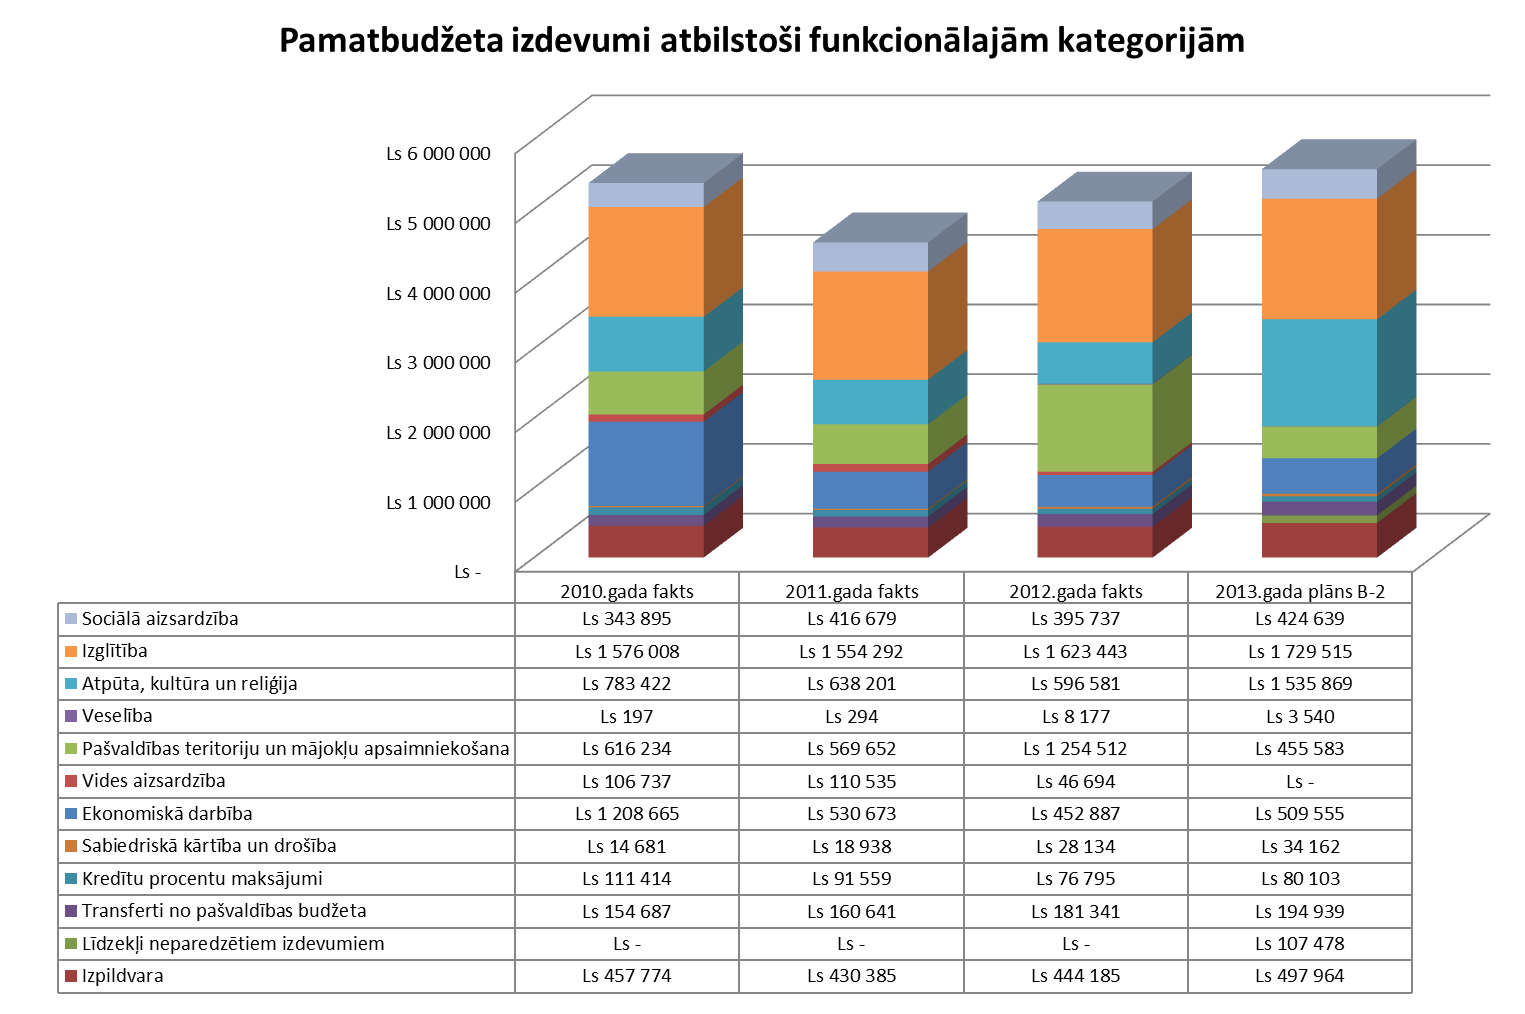 Pamatbudžeta izdevumi atbilstoši funkcionālajām kategorijām
Ls 6 000 000
Ls 5 000 000
Ls 4 000 000
Ls 3 000 000
Ls 2 000 000
Ls 1 000 000
Ls -
2010.gada fakts 2011.gada fakts 2012.gada fakts 2013.gada plāns B-2
Sociālā aizsardzība Ls 343 895 Ls 416 679 Ls 395 737 Ls 424 639
Izglītība Ls 1 576 008 Ls 1 554 292 Ls 1 623 443 Ls 1 729 515
Atpūta, kultūra un reliģija Ls 783 422 Ls 638 201 Ls 596 581 Ls 1 535 869
Veselība Ls 197 Ls 294 Ls 8 177 Ls 3 540
Pašvaldības teritoriju un mājokļu apsaimniekošana Ls 616 234 Ls 569 652 Ls 1 254 512 Ls 455 583
Vides aizsardzība Ls 106 737 Ls 110 535 Ls 46 694 Ls -
Ekonomiskā darbība Ls 1 208 665 Ls 530 673 Ls 452 887 Ls 509 555
Sabiedriskā kārtība un drošība Ls 14 681 Ls 18 938 Ls 28 134 Ls 34 162
Kredītu procentu maksājumi Ls 111 414 Ls 91 559 Ls 76 795 Ls 80 103
Transferti no pašvaldības budžeta Ls 154 687 Ls 160 641 Ls 181 341 Ls 194 939
Līdzekļi neparedzētiem izdevumiem Ls - Ls - Ls - Ls 107 478
Izpildvara Ls 457 774 Ls 430 385 Ls 444 185 Ls 497 964